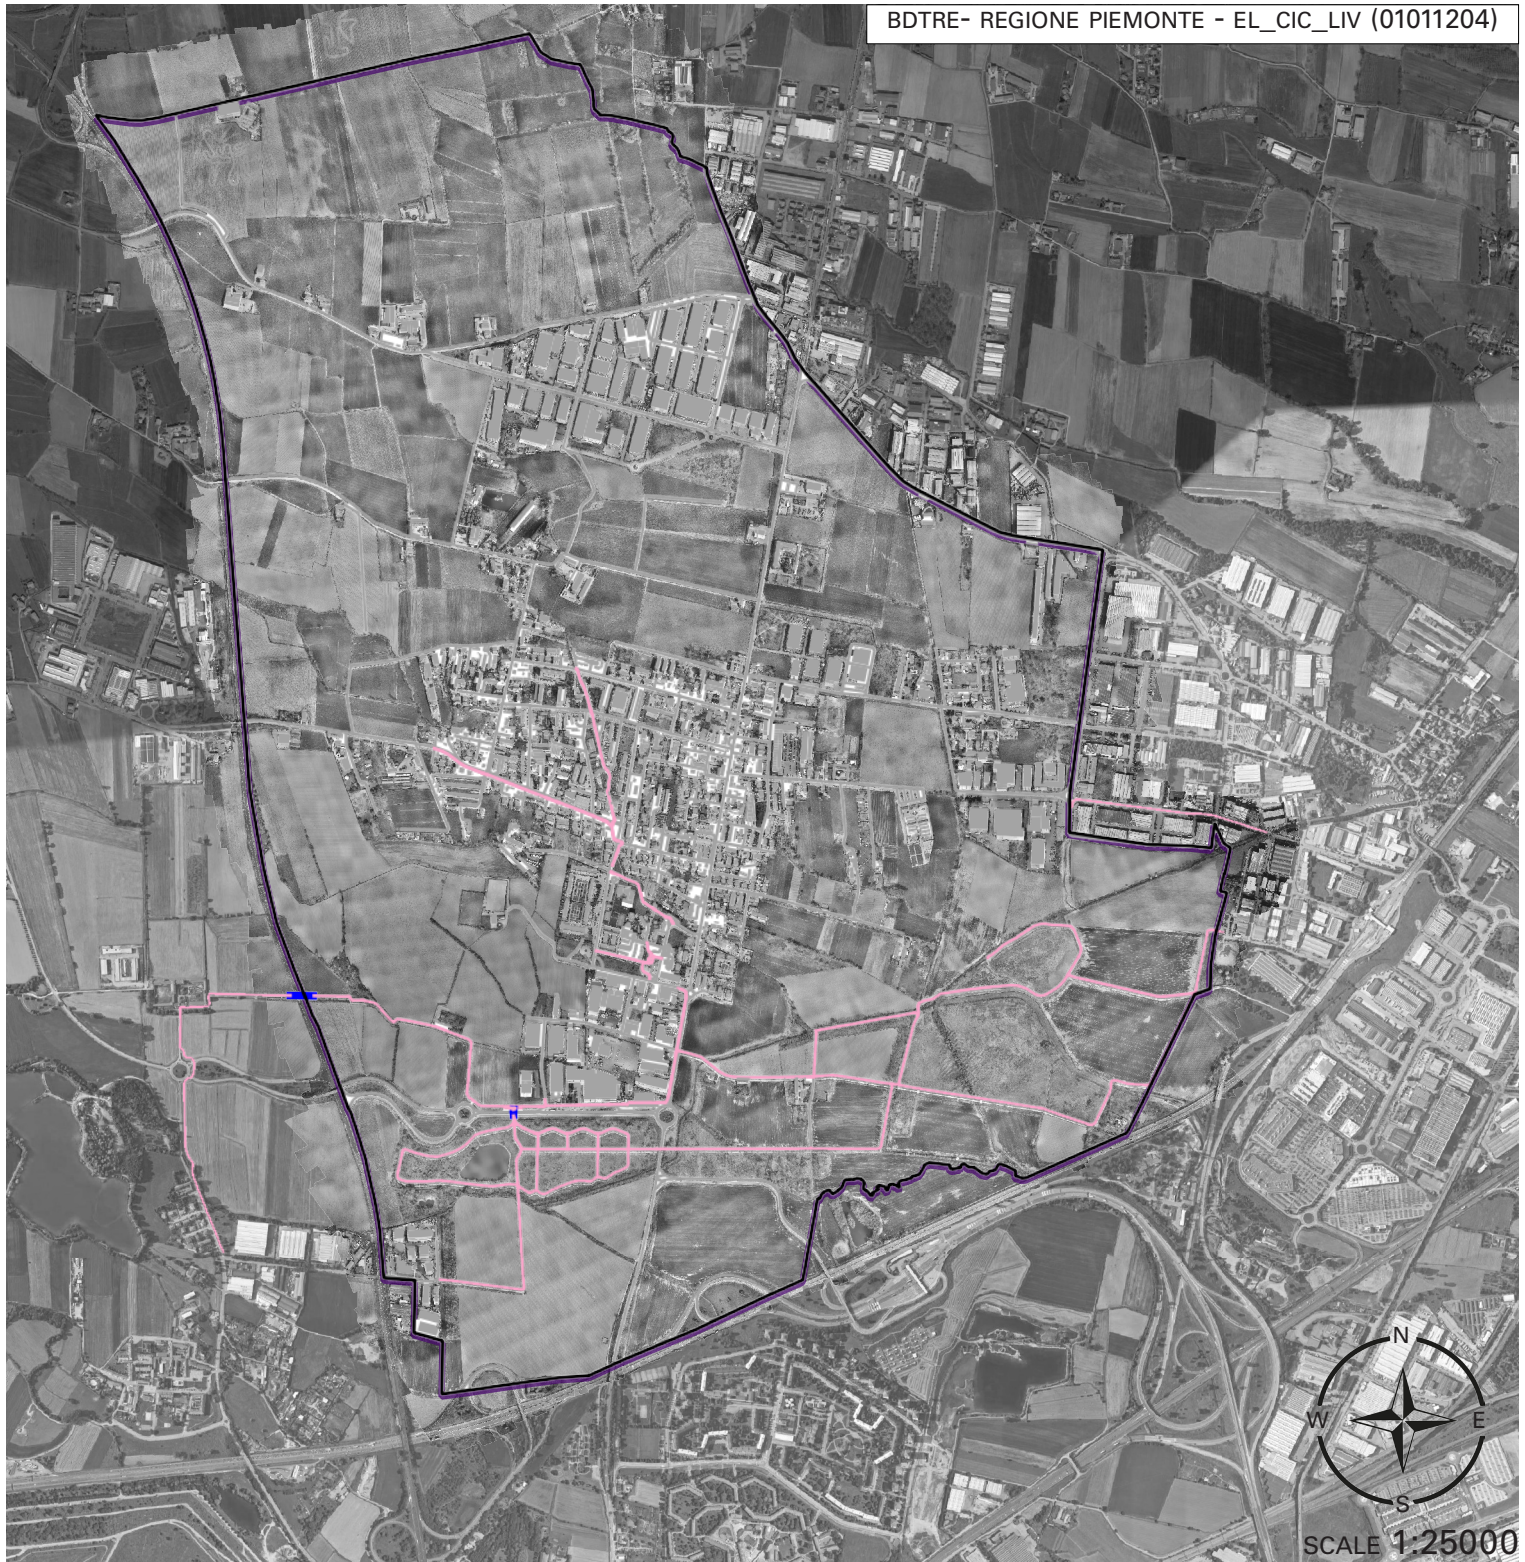 BDTRE- REGIONE PIEMONTE - EL_CIC_LIV (01011204)
N
W E
S
SCALE 1:25000